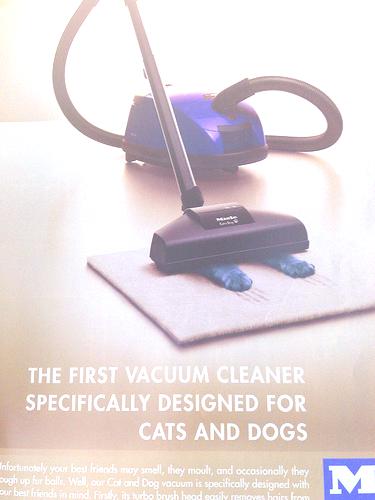 Miele
THE FIRST VACUUM CLEANER
SPECIFICALLY DESIGNED FOR
CATS AND DOGS
Unfortunately your best friends may smell, they moult, and occasionally they
cough up fur balls. Well, our Cat and Dog vacuum is specifically designed with
our best friends in mind. Firstly, its turbo brush head easily removes hairs from
M